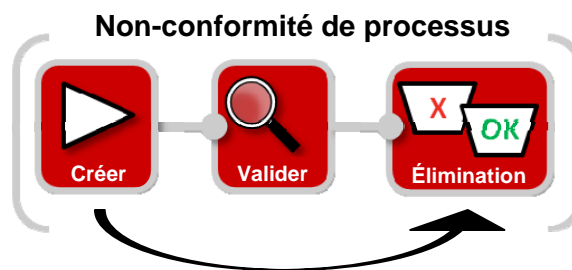 Non-conformité de processus
X
OK
Créer
Valider
Élimination